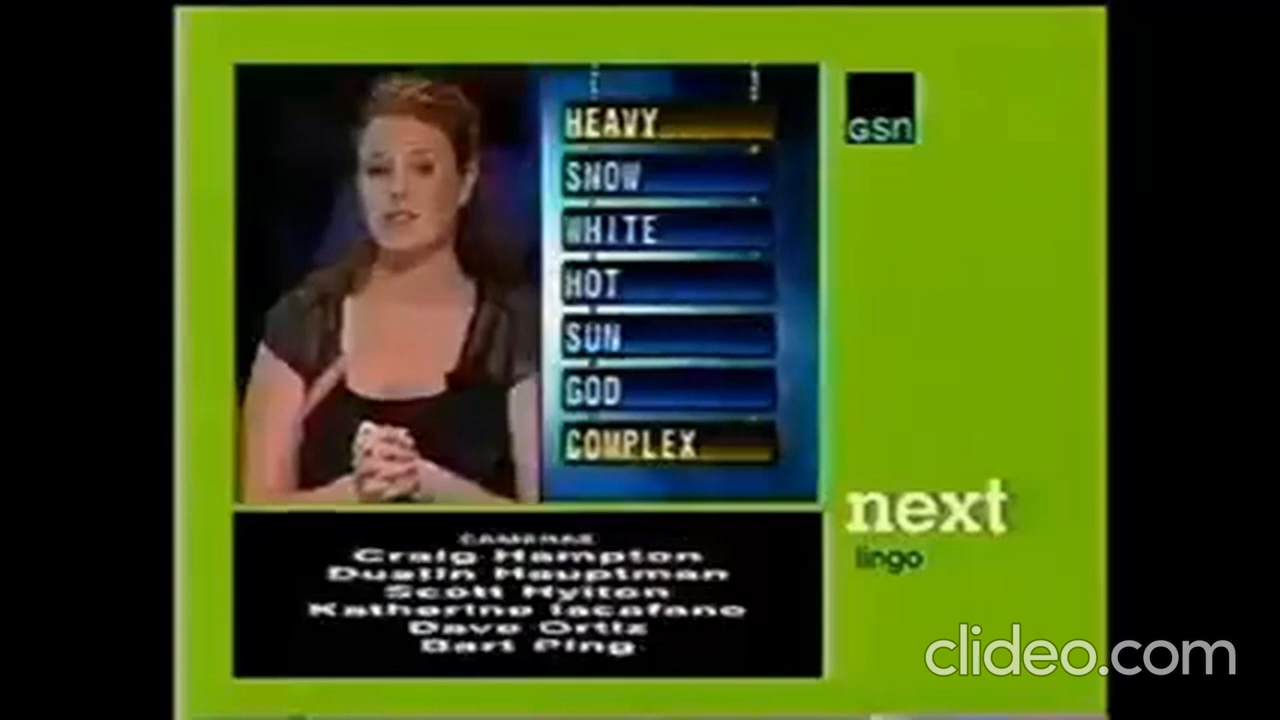 HEAVY
SNOW
WHITE
HOT
SUN
GOD
COMPLEX
GSN
next
lingo
CAMERAS
Craig Hampton
Dustin Hauptman
Scott Hylton
Katherine Iacafano
Dave Ortiz
Bart Ping
clideo.com